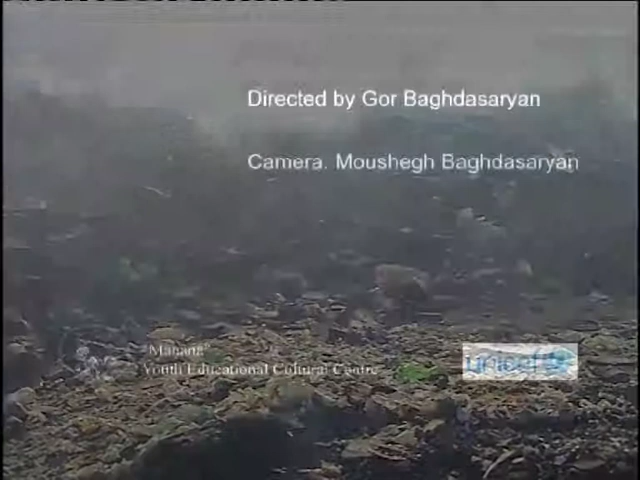 Directed by Gor Baghdasaryan
Camera. Moushegh Baghdasaryan
"Manana"
Youth Educational Cultural Centre
unicef